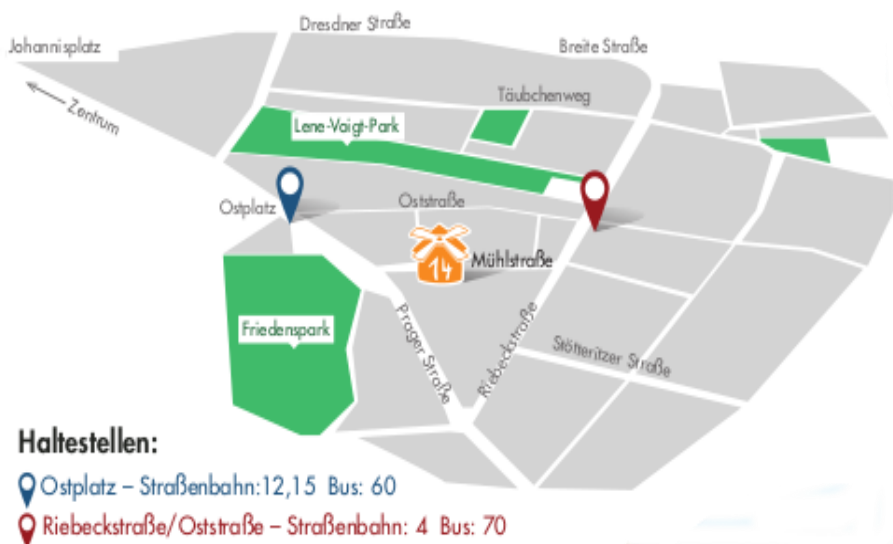 Dresdner Straße
Johannisplatz
Breite Straße
Zentrum
Täubchenweg
Lene-Vaigt-Park
Ostplatz
Oststraße
14
Mühlstraße
Friedenspark
Prager Straße
Riebeckstraße
Stötteritzer Straße
Haltestellen:
Ostplatz – Straßenbahn:12,15 Bus: 60
Riebeckstraße/Oststraße – Straßenbahn: 4 Bus: 70